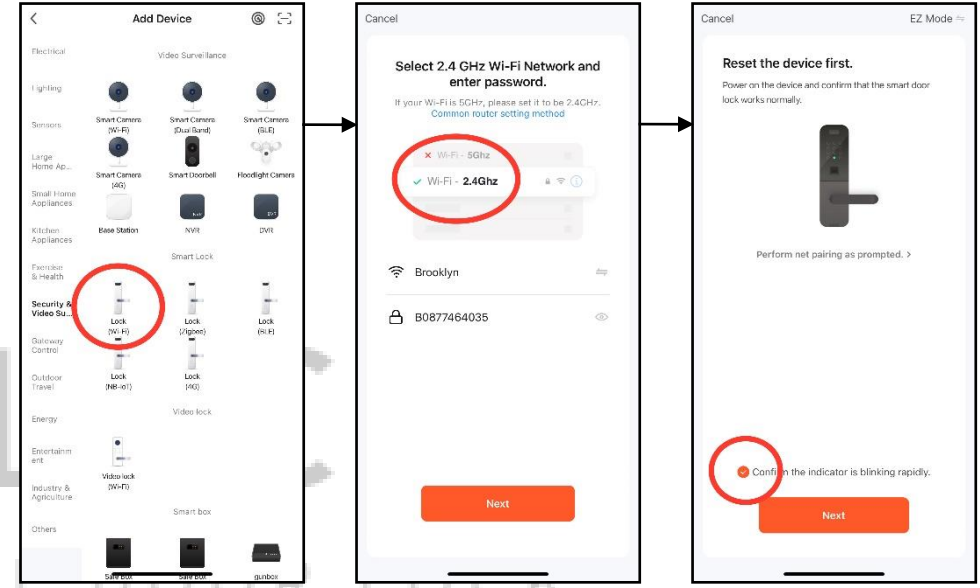 Add Device
Electrical
Lighting
Sensors
Large
Home Ap...
Small Home
Appliances
Kitchen
Appliances
Exercise
& Health
Security &
Video Su...
Gateway
Control
Outdoor
Travel
Energy
Entertainm
ent
Industry &
Agriculture
Others
Video Surveillance
Smart Camera
(Wi-Fi)
Smart Camera
(Dual Band)
Smart Camera
(BLE)
Smart Camera
(4G)
Smart Doorbell
Floodlight Camera
Base Station
NVR
DVR
Smart Lock
Lock
(Wi-Fi)
Lock
(Zigbee)
Lock
(BLE)
Lock
(NB-IoT)
Lock
(4G)
Video lock
Video lock
(Wi-Fi)
Smart box
Safe Box
Safe Box
gunbox
Cancel
Select 2.4 GHz Wi-Fi Network and
enter password.
If your Wi-Fi is 5GHz, please set it to be 2.4GHz.
Common router setting method
Wi-Fi - 5Ghz
Wi-Fi - 2.4Ghz
Brooklyn
B0877464035
Next
Cancel
EZ Mode
Reset the device first.
Power on the device and confirm that the smart door
lock works normally.
Perform net pairing as prompted. >
Confirm the indicator is blinking rapidly.
Next